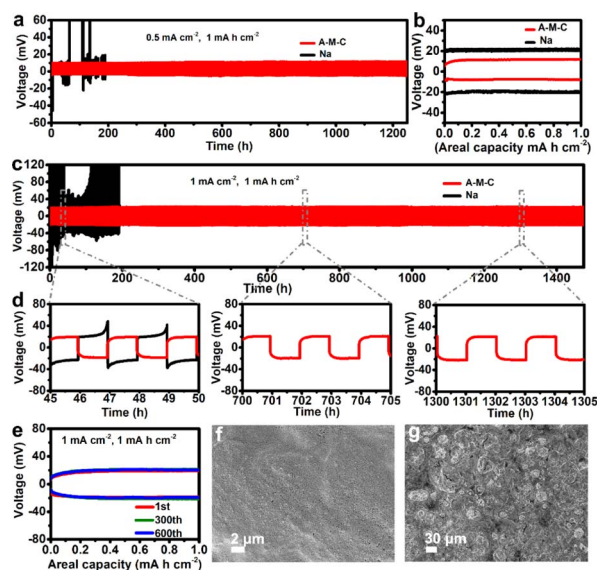 a
0.5 mA cm⁻², 1 mA h cm⁻²
A-M-C
Na
Voltage (mV)
60
40
20
0
-20
-40
-60
0 200 400 600 800 1000 1200
Time (h)
b
A-M-C
Na
Voltage (mV)
40
20
0
-20
-40
0.0 0.2 0.4 0.6 0.8 1.0
(Areal capacity mA h cm⁻²)
c
1 mA cm⁻², 1 mA h cm⁻²
A-M-C
Na
Voltage (mV)
120
80
40
0
-40
-80
-120
0 200 400 600 800 1000 1200 1400
Time (h)
d
Voltage (mV)
80
40
0
-40
-80
45 46 47 48 49 50
Time (h)
Voltage (mV)
80
40
0
-40
-80
700 701 702 703 704 705
Time (h)
Voltage (mV)
80
40
0
-40
-80
1300 1301 1302 1303 1304 1305
Time (h)
e
1 mA cm⁻², 1 mA h cm⁻²
1st
300th
600th
Voltage (mV)
80
40
0
-40
-80
0.0 0.2 0.4 0.6 0.8 1.0
Areal capacity (mA h cm⁻²)
f
2 μm
g
30 μm